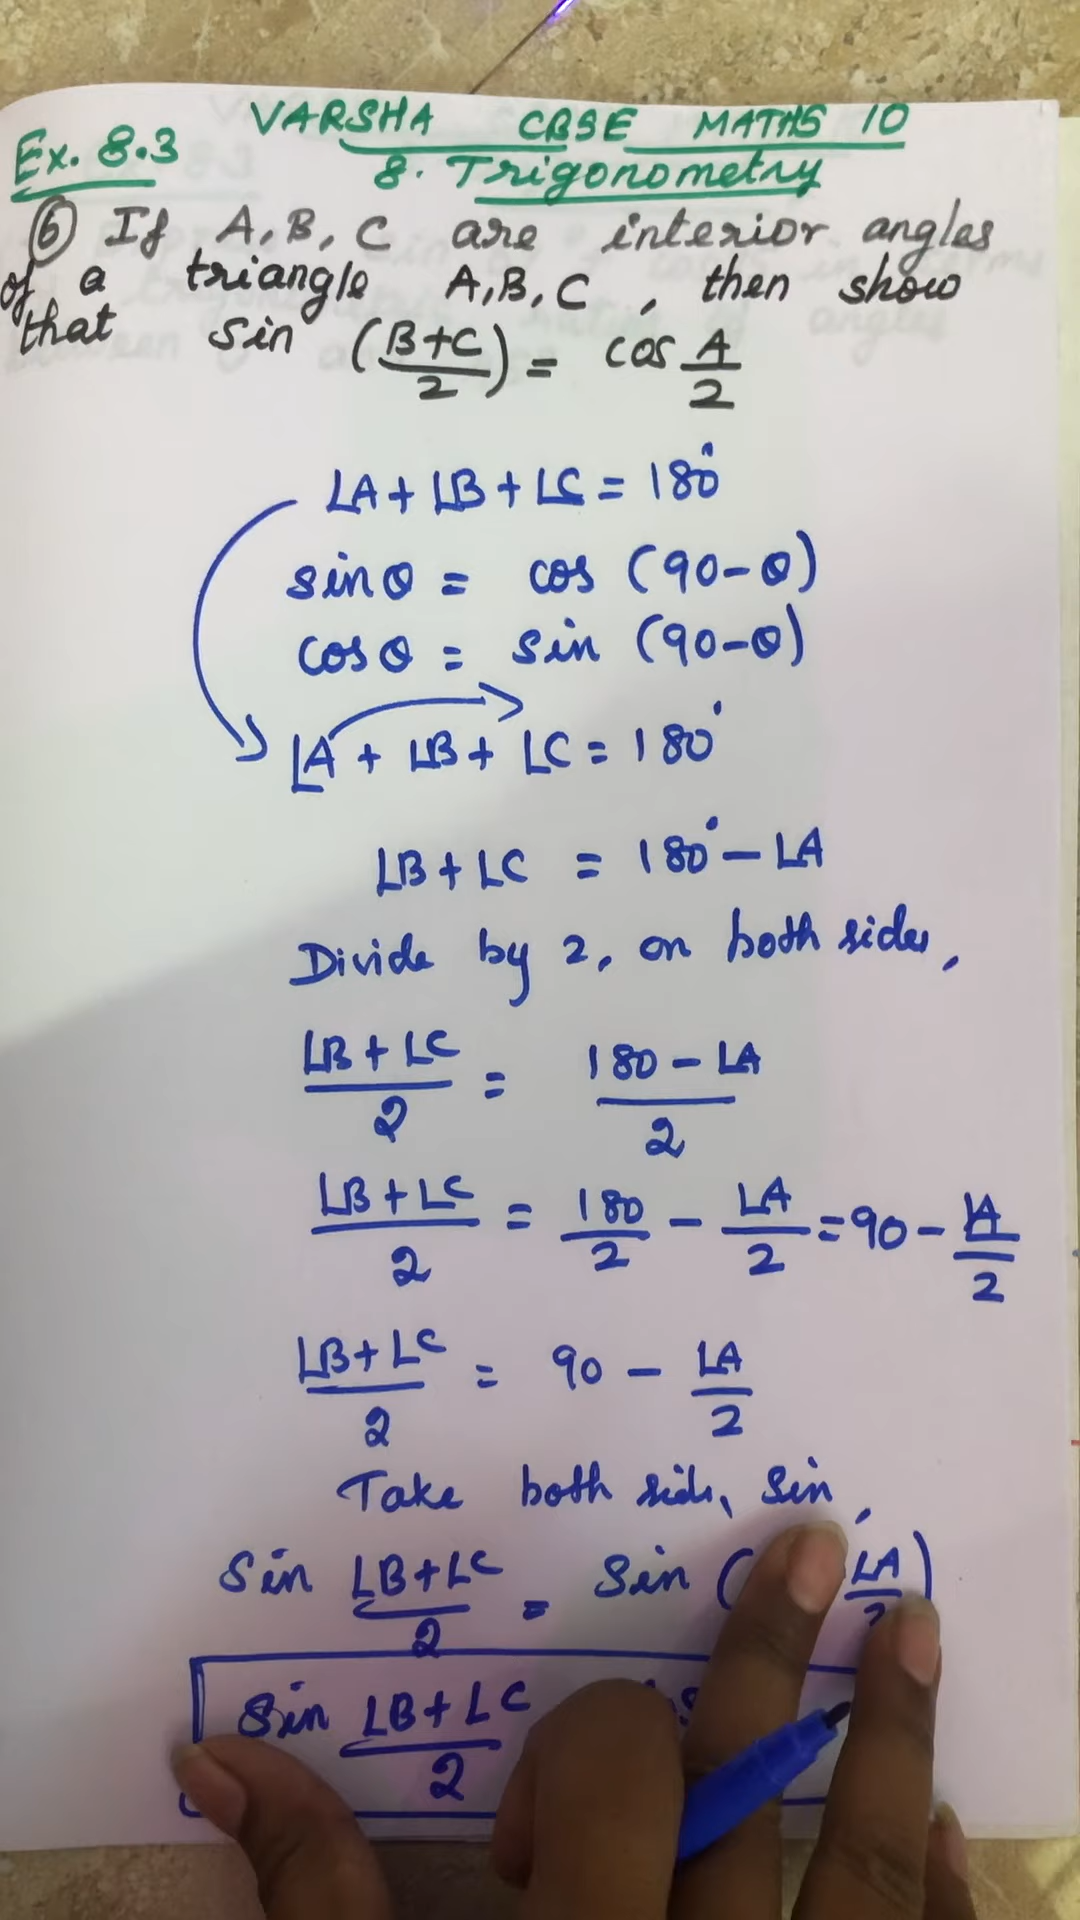 VARSHA CBSE MATHS 10
Ex. 8.3 8. Trigonometry
⑥ If A, B, C are interior angles
of a triangle A, B, C, then show
that Sin (B+C/2) = cos A/2
∠A + ∠B + ∠C = 180°
sin θ = cos (90-θ)
cos θ = sin (90-θ)
∠A + ∠B + ∠C = 180°
∠B + ∠C = 180° - ∠A
Divide by 2, on both sides,
∠B + ∠C/2 = 180 - ∠A/2
∠B + ∠C/2 = 180/2 - ∠A/2 = 90 - ∠A/2
∠B + ∠C/2 = 90 - ∠A/2
Take both side, Sin,
Sin ∠B+∠C/2 = Sin ( ∠A/2)
Sin ∠B+∠C/2